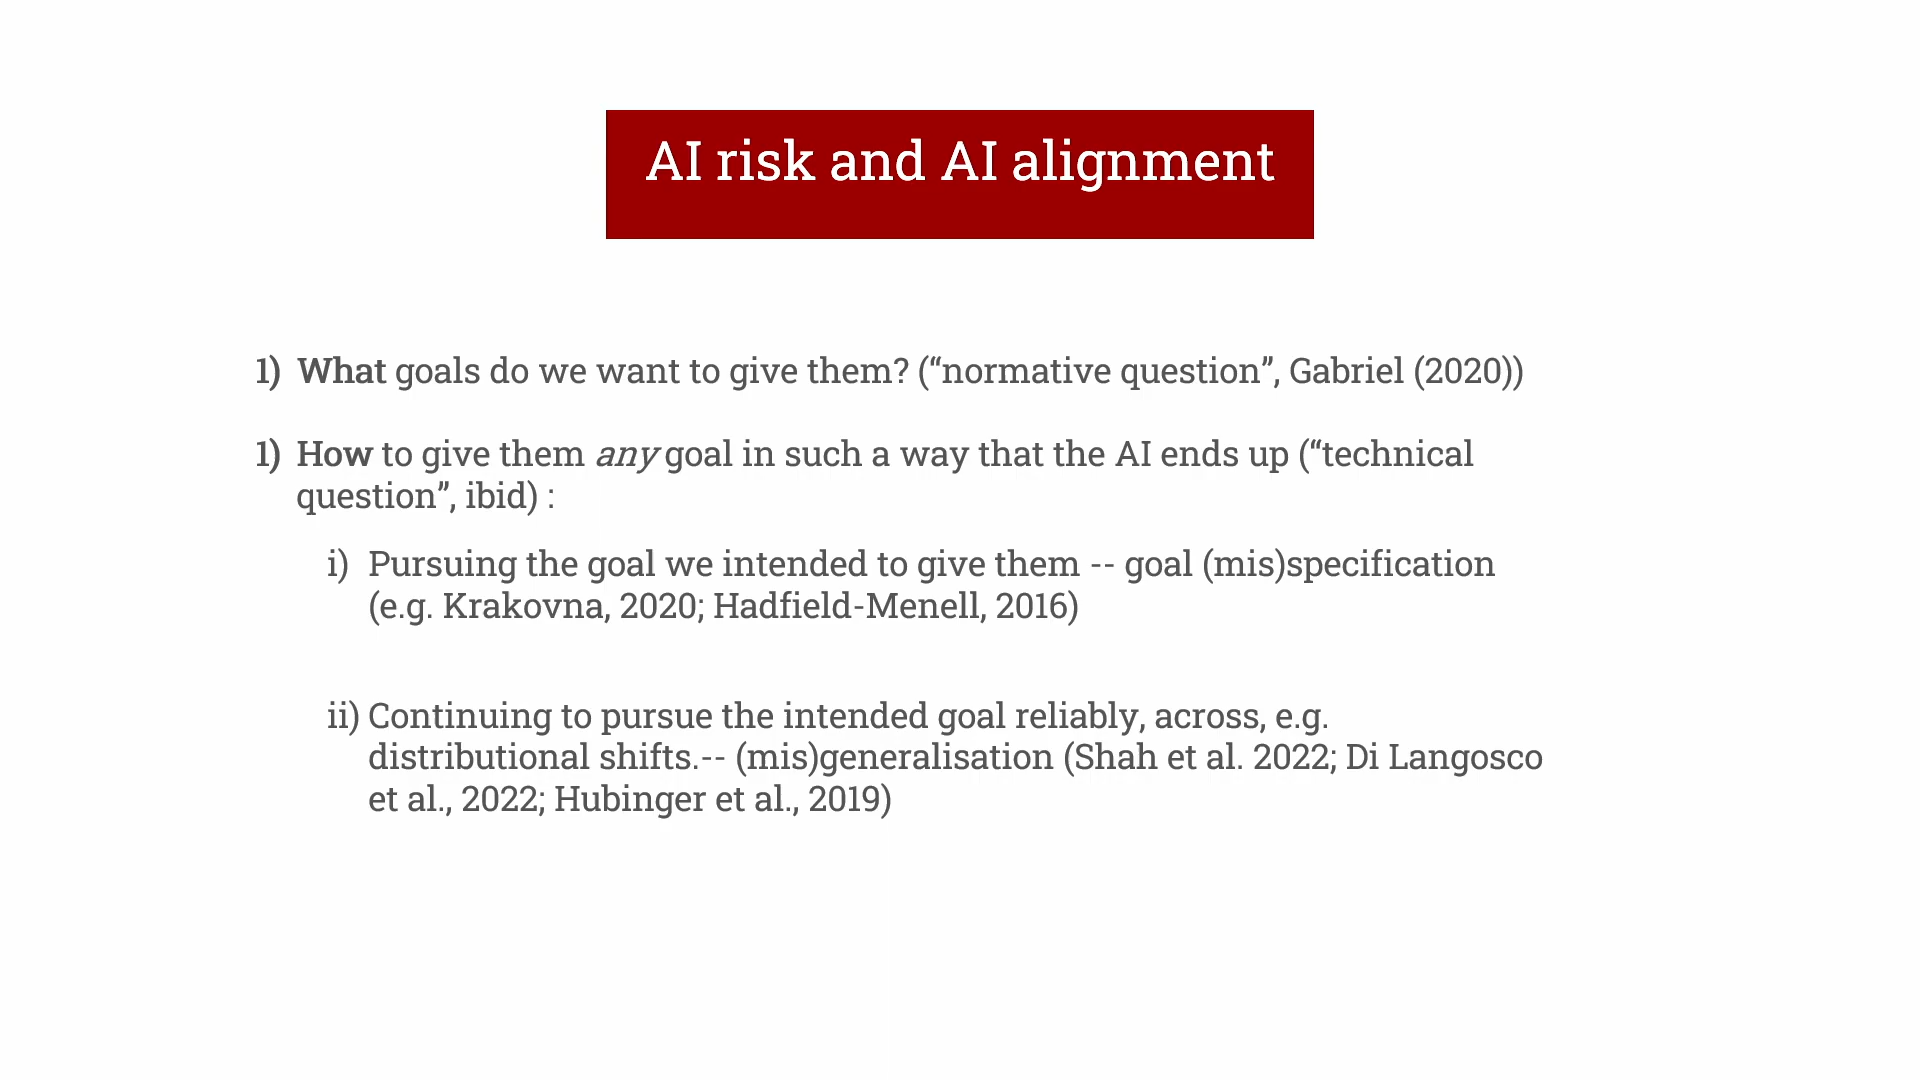 AI risk and AI alignment
1) What goals do we want to give them? (“normative question”, Gabriel (2020))
1) How to give them any goal in such a way that the AI ends up (“technical
question”, ibid) :
i) Pursuing the goal we intended to give them -- goal (mis)specification
(e.g. Krakovna, 2020; Hadfield-Menell, 2016)
ii) Continuing to pursue the intended goal reliably, across, e.g.
distributional shifts.-- (mis)generalisation (Shah et al. 2022; Di Langosco
et al., 2022; Hubinger et al., 2019)